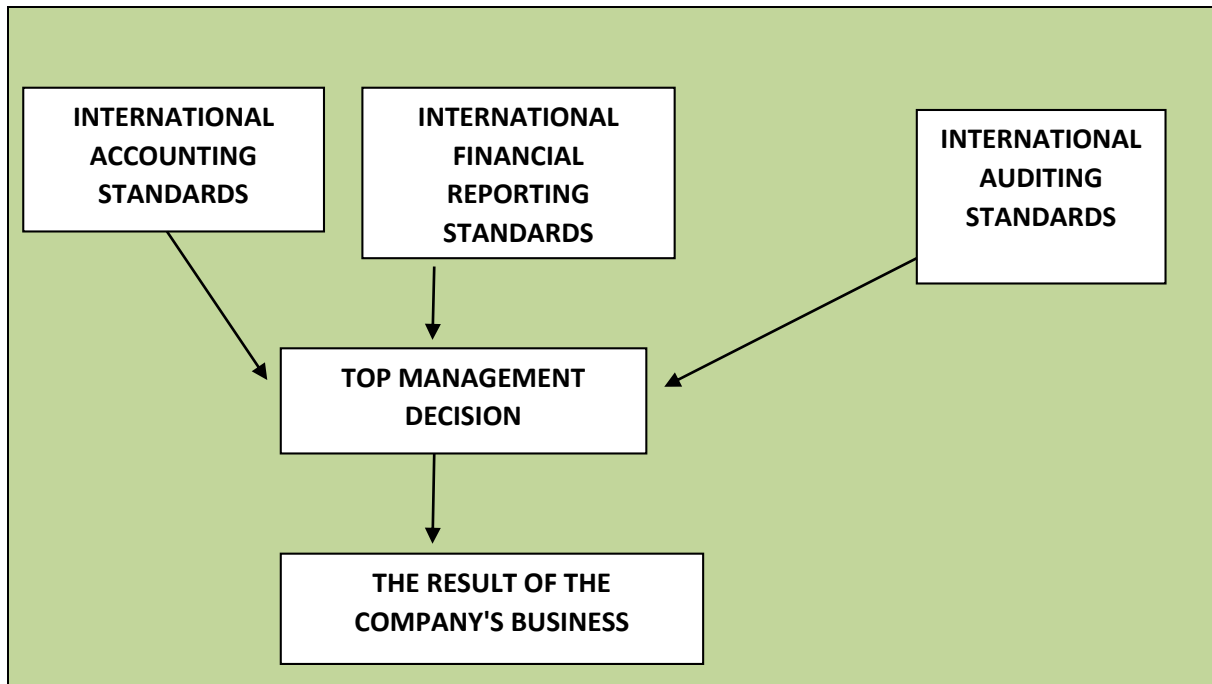 INTERNATIONAL
ACCOUNTING
STANDARDS
INTERNATIONAL
FINANCIAL
REPORTING
STANDARDS
INTERNATIONAL
AUDITING
STANDARDS
TOP MANAGEMENT
DECISION
THE RESULT OF THE
COMPANY'S BUSINESS